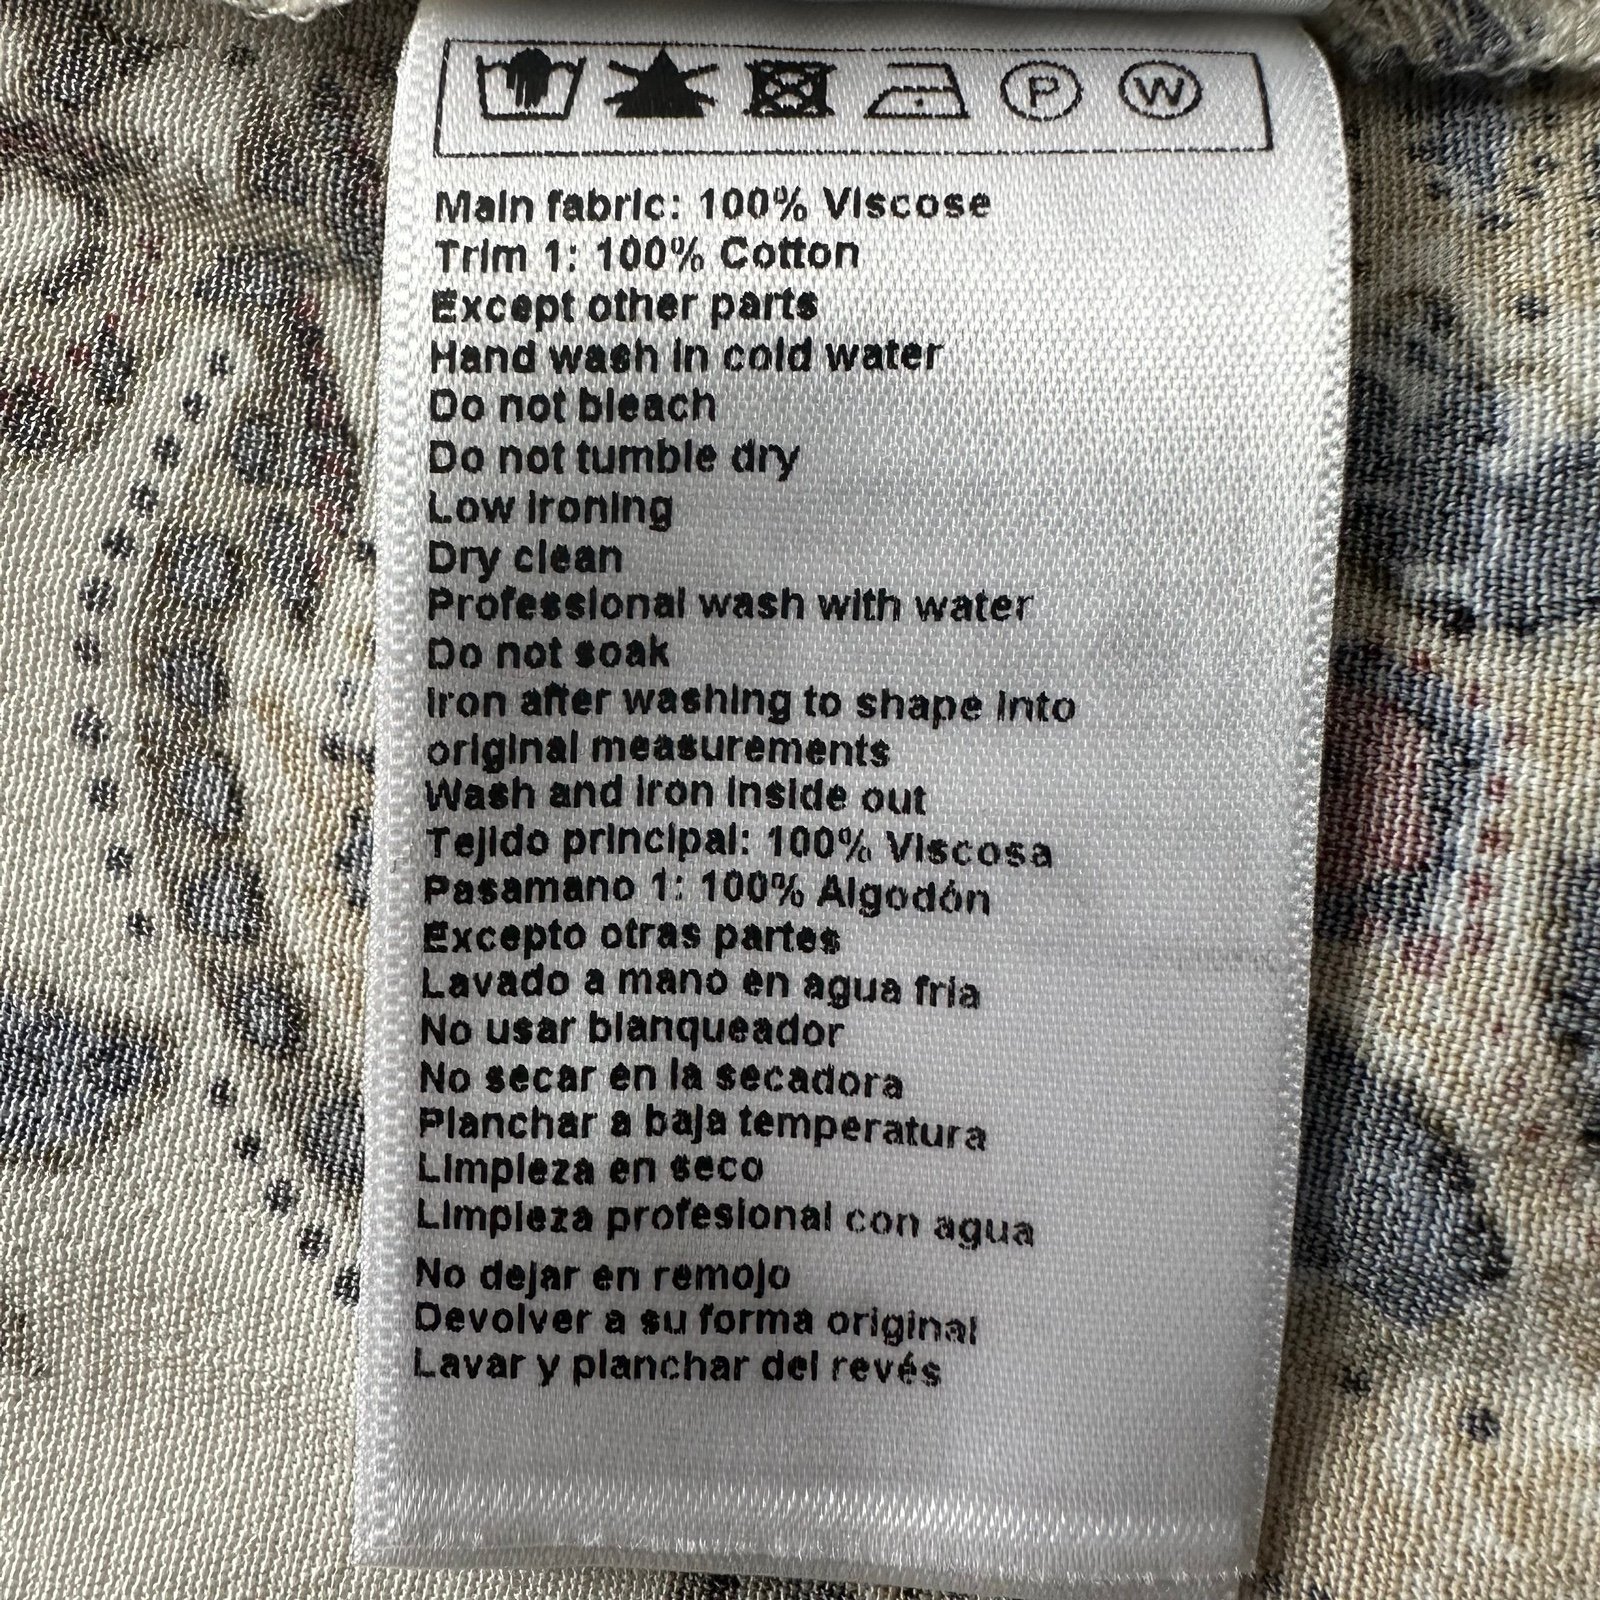 P W
Main fabric: 100% Viscose
Trim 1: 100% Cotton
Except other parts
Hand wash in cold water
Do not bleach
Do not tumble dry
Low ironing
Dry clean
Professional wash with water
Do not soak
Iron after washing to shape into
original measurements
Wash and iron inside out
Tejido principal: 100% Viscosa
Pasamano 1: 100% Algodón
Excepto otras partes
Lavado a mano en agua fria
No usar blanqueador
No secar en la secadora
Planchar a baja temperatura
Limpieza en seco
Limpieza profesional con agua
No dejar en remojo
Devolver a su forma original
Lavar y planchar del revés